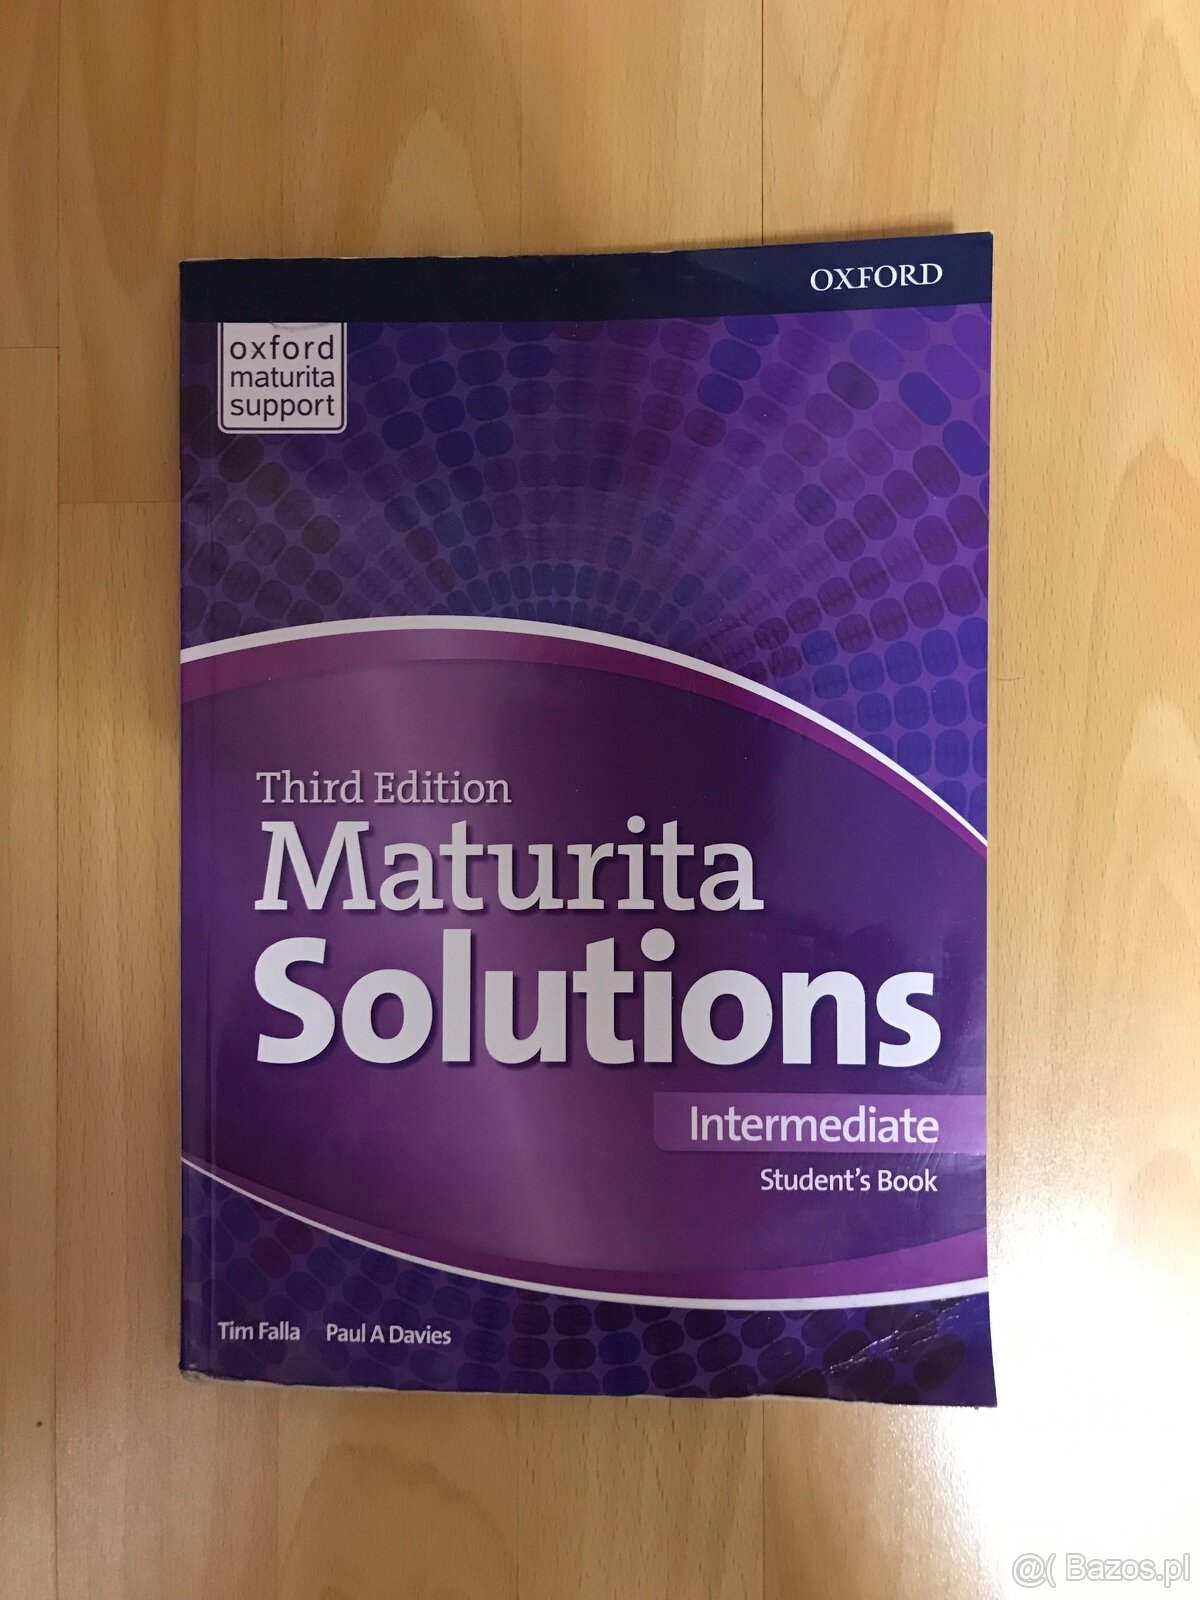 OXFORD
oxford
maturita
support
Third Edition
Maturita
Solutions
Intermediate
Student's Book
Tim Falla Paul A Davies
@( Bazos.pl